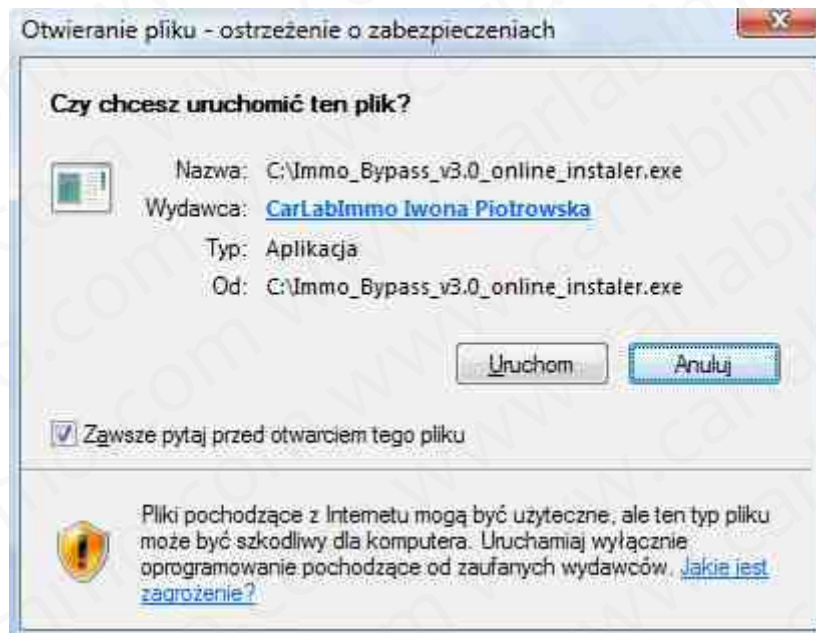 Otwieranie pliku - ostrzeżenie o zabezpieczeniach
Czy chcesz uruchomić ten plik?
Nazwa: C:\Immo_Bypass_v3.0_online_instaler.exe
Wydawca: CarLabImmo Iwona Piotrowska
Typ: Aplikacja
Od: C:\Immo_Bypass_v3.0_online_instaler.exe
Uruchom Anuluj
Zawsze pytaj przed otwarciem tego pliku
Pliki pochodzące z Internetu mogą być użyteczne, ale ten typ pliku
może być szkodliwy dla komputera. Uruchamiaj wyłącznie
oprogramowanie pochodzące od zaufanych wydawców. Jakie jest
zagrożenie?